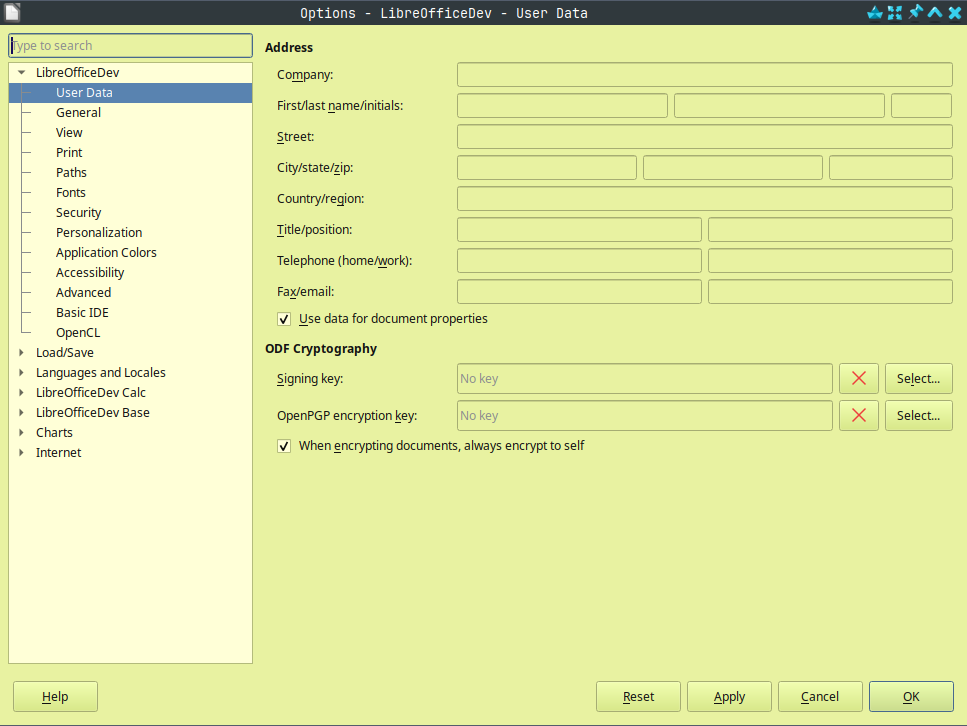 Options - LibreOfficeDev - User Data
Type to search
LibreOfficeDev
User Data
General
View
Print
Paths
Fonts
Security
Personalization
Application Colors
Accessibility
Advanced
Basic IDE
OpenCL
Load/Save
Languages and Locales
LibreOfficeDev Calc
LibreOfficeDev Base
Charts
Internet
Address
Company:
First/last name/initials:
Street:
City/state/zip:
Country/region:
Title/position:
Telephone (home/work):
Fax/email:
Use data for document properties
ODF Cryptography
Signing key: No key Select...
OpenPGP encryption key: No key Select...
When encrypting documents, always encrypt to self
Help Reset Apply Cancel OK